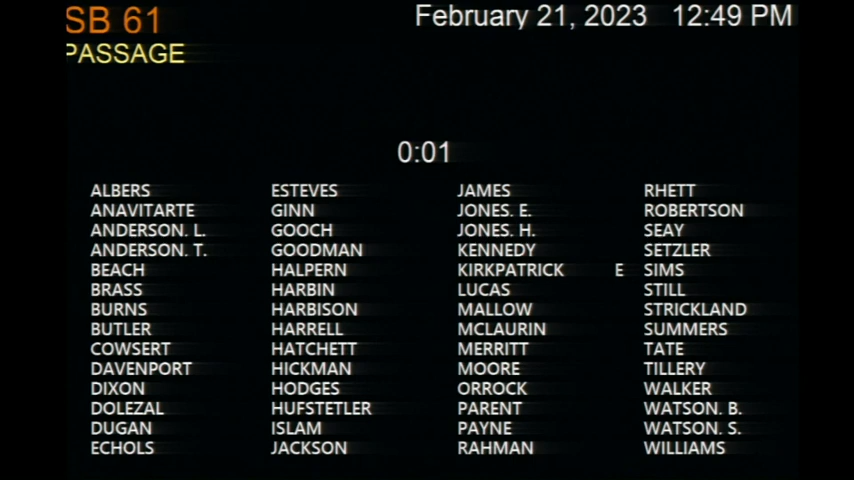 SB 61 February 21, 2023 12:49 PM
PASSAGE
0:01
ALBERS ESTEVES JAMES RHETT
ANAVITARTE GINN JONES. E. ROBERTSON
ANDERSON. L. GOOCH JONES. H. SEAY
ANDERSON. T. GOODMAN KENNEDY SETZLER
BEACH HALPERN KIRKPATRICK E SIMS
BRASS HARBIN LUCAS STILL
BURNS HARBISON MALLOW STRICKLAND
BUTLER HARRELL MCLAURIN SUMMERS
COWSERT HATCHETT MERRITT TATE
DAVENPORT HICKMAN MOORE TILLERY
DIXON HODGES ORROCK WALKER
DOLEZAL HUFSTETLER PARENT WATSON. B.
DUGAN ISLAM PAYNE WATSON. S.
ECHOLS JACKSON RAHMAN WILLIAMS